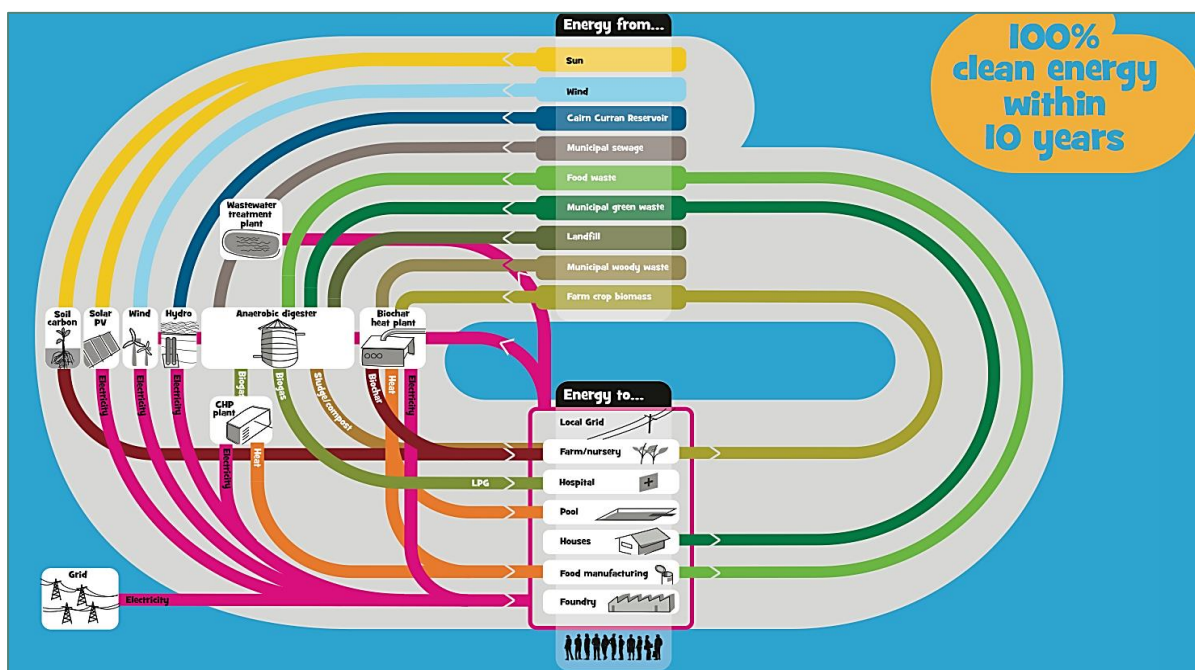 Energy from...
100%
clean energy
within
10 years
Sun
Wind
Cairn Curran Reservoir
Municipal sewage
Food waste
Municipal green waste
Landfill
Municipal woody waste
Farm crop biomass
Wastewater
treatment
plant
Soil
carbon
Solar
PV
Wind
Hydro
Anaerobic digester
Biochar
heat plant
Electricity
Electricity
Electricity
Biogas
Biogas
Sludge/compost
Biochar
Heat
Electricity
CHP
plant
Electricity
Heat
LPG
Energy to...
Local Grid
Farm/nursery
Hospital
Pool
Houses
Food manufacturing
Foundry
Grid
Electricity